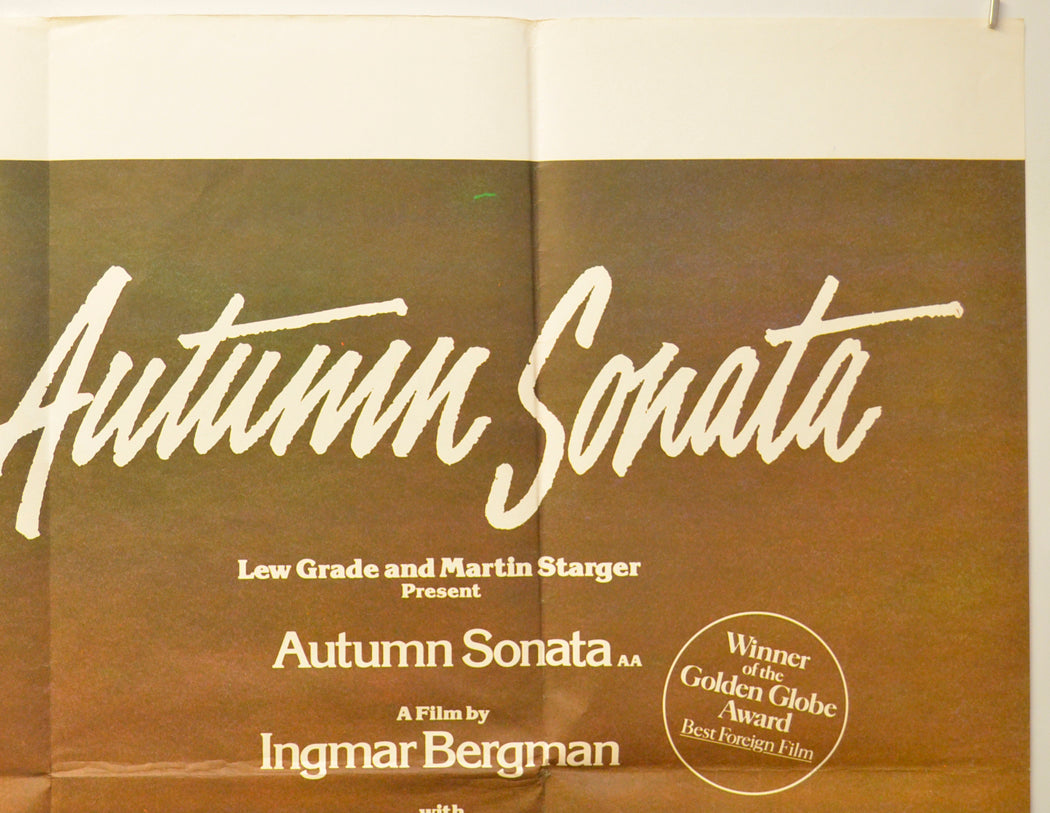 Autumn Sonata
Lew Grade and Martin Starger
Present
Autumn Sonata AA
A Film by
Ingmar Bergman
with
Winner
of the
Golden Globe
Award
Best Foreign Film